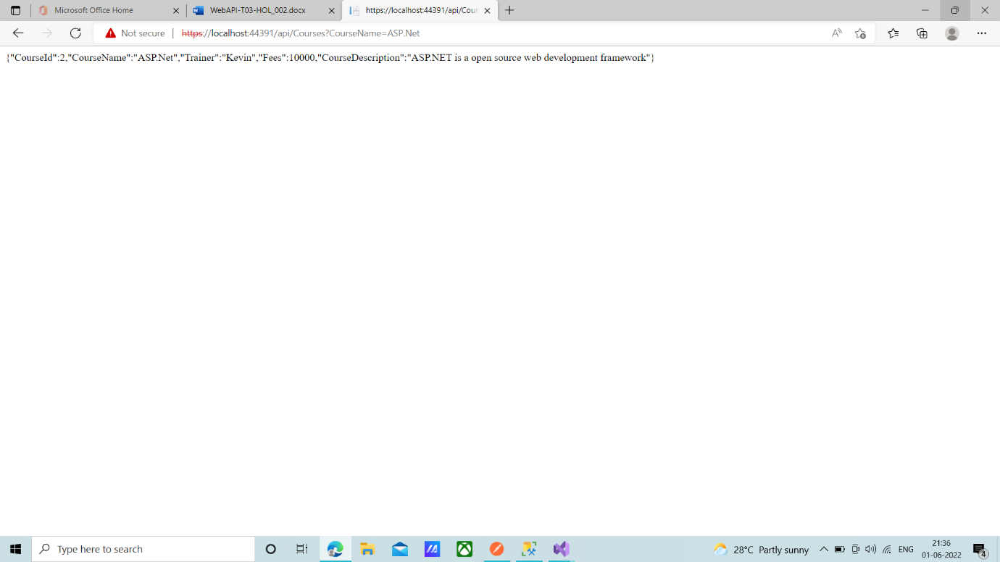 Microsoft Office Home
WebAPI-T03-HOL_002.docx
https://localhost:44391/api/Cour
Not secure
https://localhost:44391/api/Courses?CourseName=ASP.Net
{"CourseId":2,"CourseName":"ASP.Net","Trainer":"Kevin","Fees":10000,"CourseDescription":"ASP.NET is a open source web development framework"}
Type here to search
28°C Partly sunny
ENG
21:36
01-06-2022
4